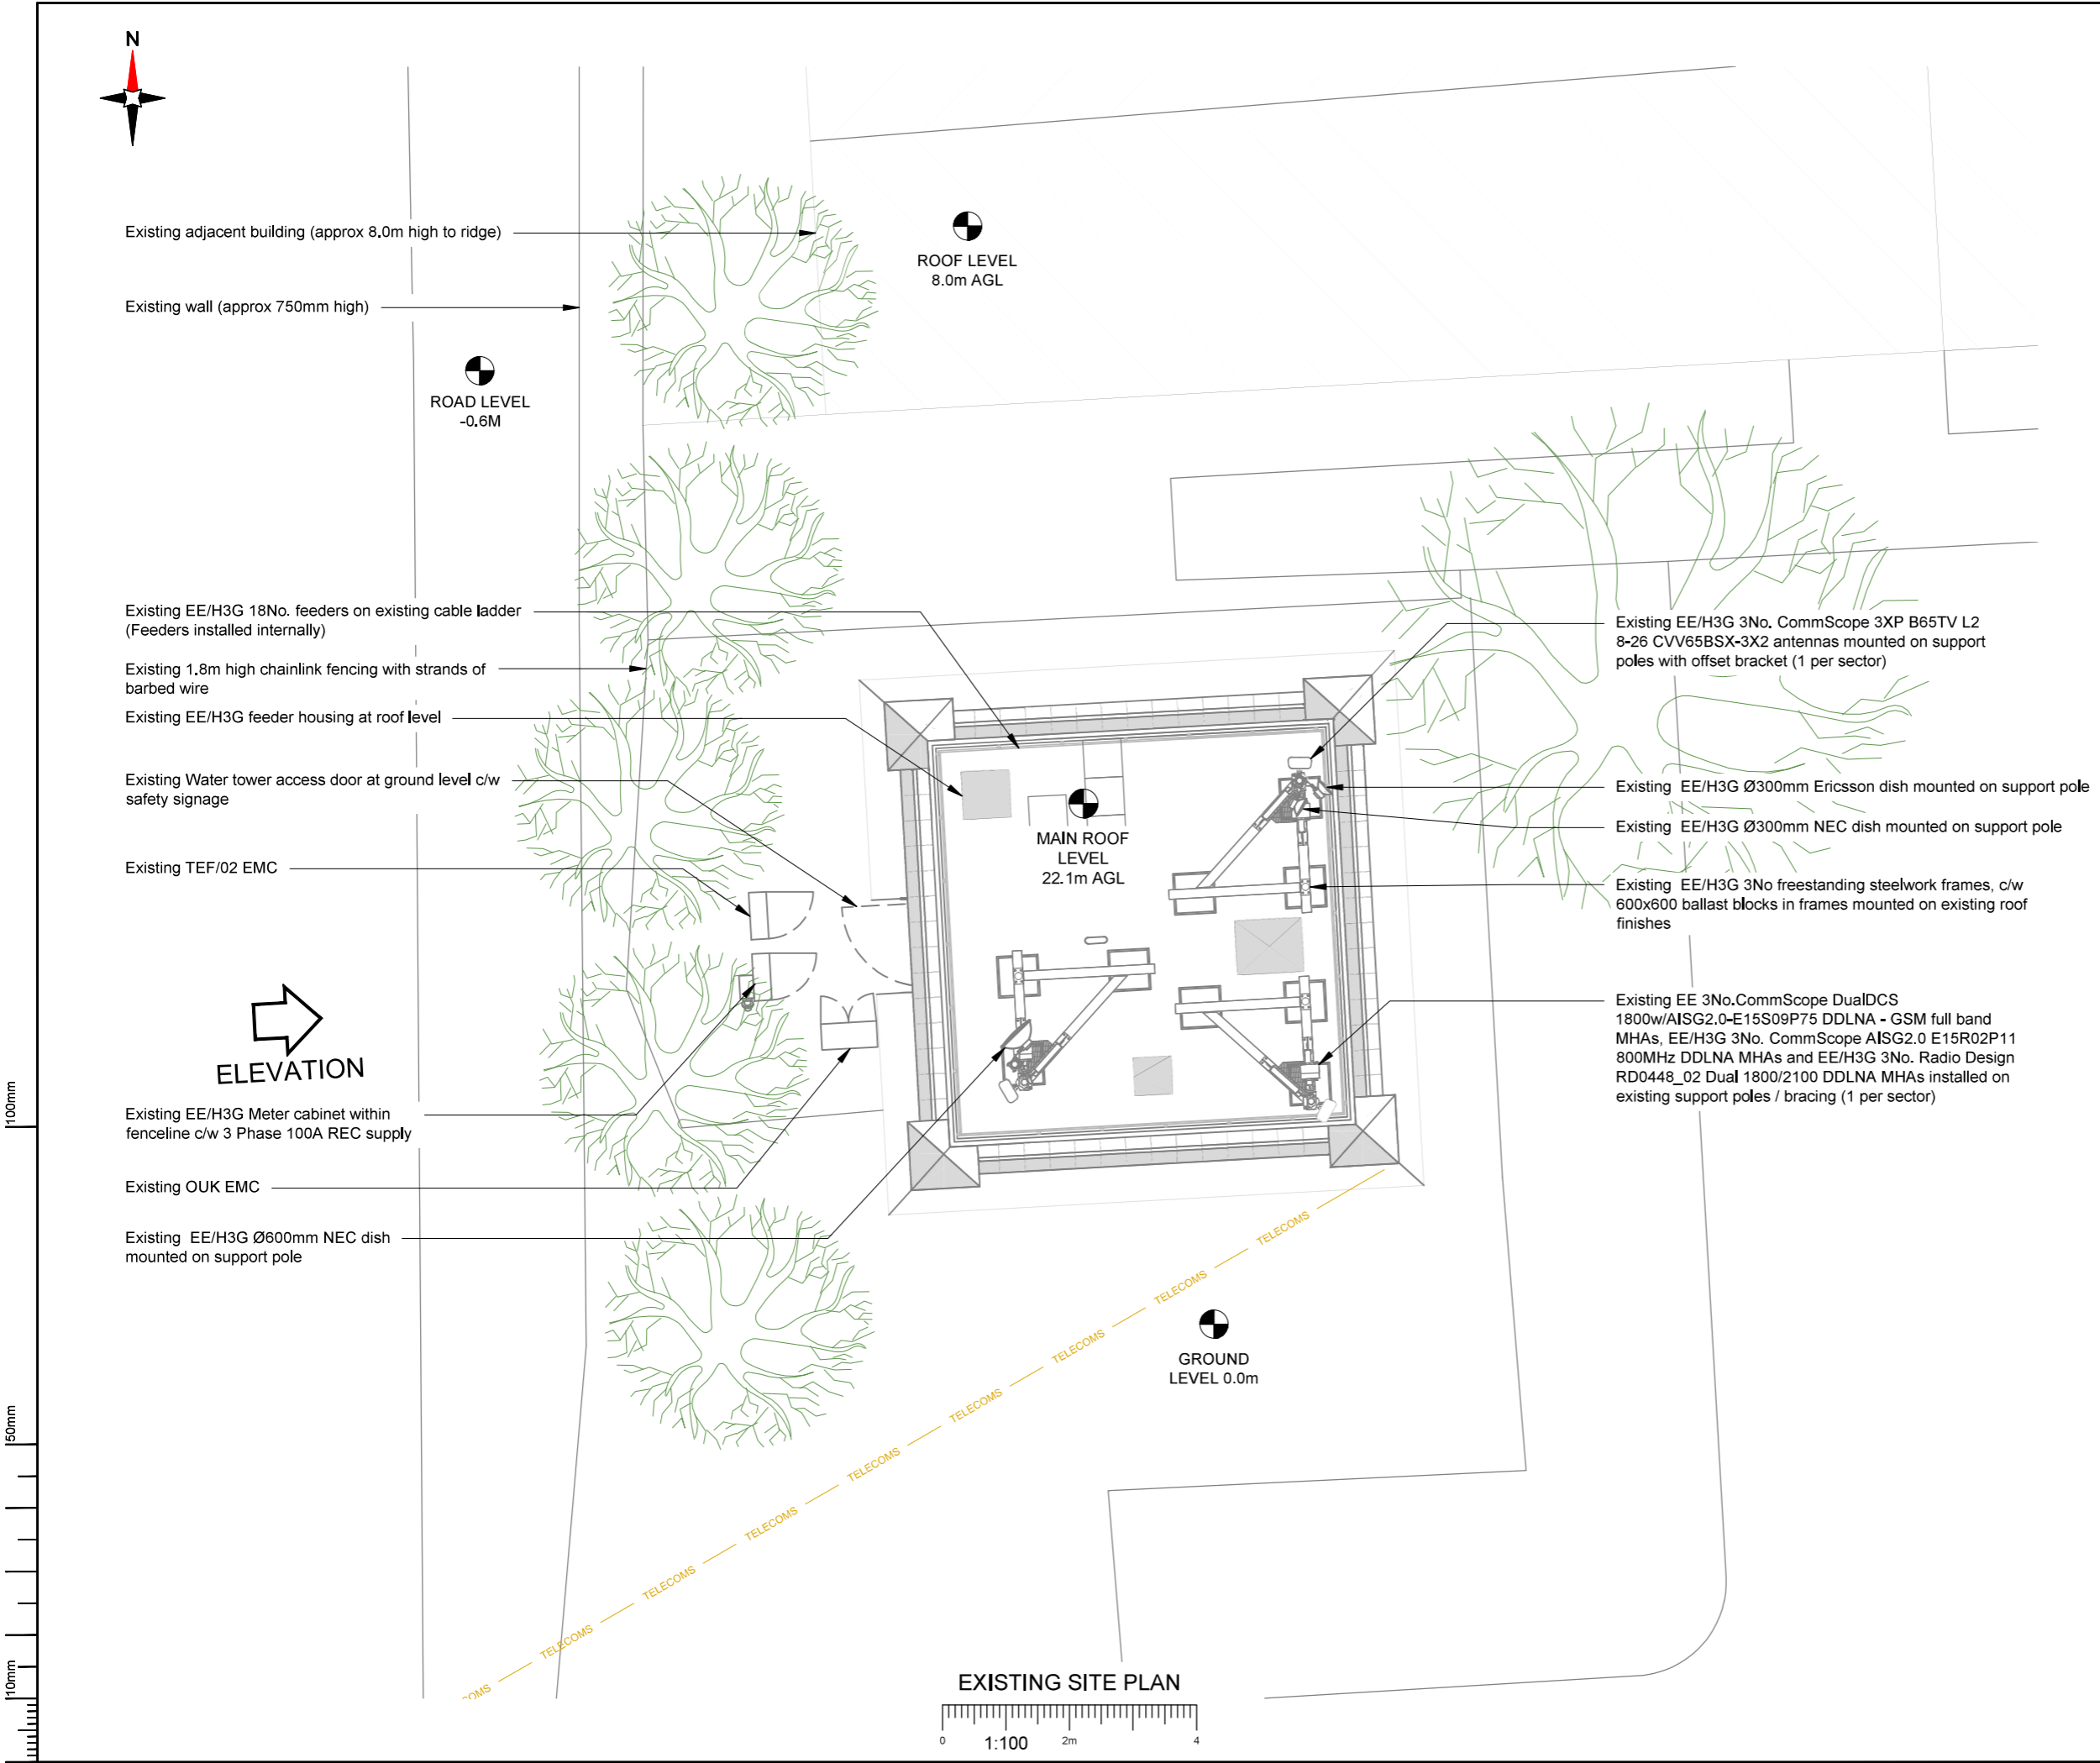 N
Existing adjacent building (approx 8.0m high to ridge)
Existing wall (approx 750mm high)
ROOF LEVEL
8.0m AGL
ROAD LEVEL
-0.6M
Existing EE/H3G 18No. feeders on existing cable ladder
(Feeders installed internally)
Existing 1.8m high chainlink fencing with strands of
barbed wire
Existing EE/H3G feeder housing at roof level
Existing Water tower access door at ground level c/w
safety signage
Existing TEF/02 EMC
ELEVATION
Existing EE/H3G Meter cabinet within
fenceline c/w 3 Phase 100A REC supply
Existing OUK EMC
Existing EE/H3G Ø600mm NEC dish
mounted on support pole
MAIN ROOF
LEVEL
22.1m AGL
Existing EE/H3G 3No. CommScope 3XP B65TV L2
8-26 CVV65BSX-3X2 antennas mounted on support
poles with offset bracket (1 per sector)
Existing EE/H3G Ø300mm Ericsson dish mounted on support pole
Existing EE/H3G Ø300mm NEC dish mounted on support pole
Existing EE/H3G 3No freestanding steelwork frames, c/w
600x600 ballast blocks in frames mounted on existing roof
finishes
Existing EE 3No.CommScope DualDCS
1800w/AISG2.0-E15S09P75 DDLNA - GSM full band
MHAs, EE/H3G 3No. CommScope AISG2.0 E15R02P11
800MHz DDLNA MHAs and EE/H3G 3No. Radio Design
RD0448_02 Dual 1800/2100 DDLNA MHAs installed on
existing support poles / bracing (1 per sector)
TELECOMS
TELECOMS
TELECOMS
TELECOMS
TELECOMS
TELECOMS
TELECOMS
TELECOMS
COMS
GROUND
LEVEL 0.0m
100mm
50mm
10mm
EXISTING SITE PLAN
0
1:100
2m
4